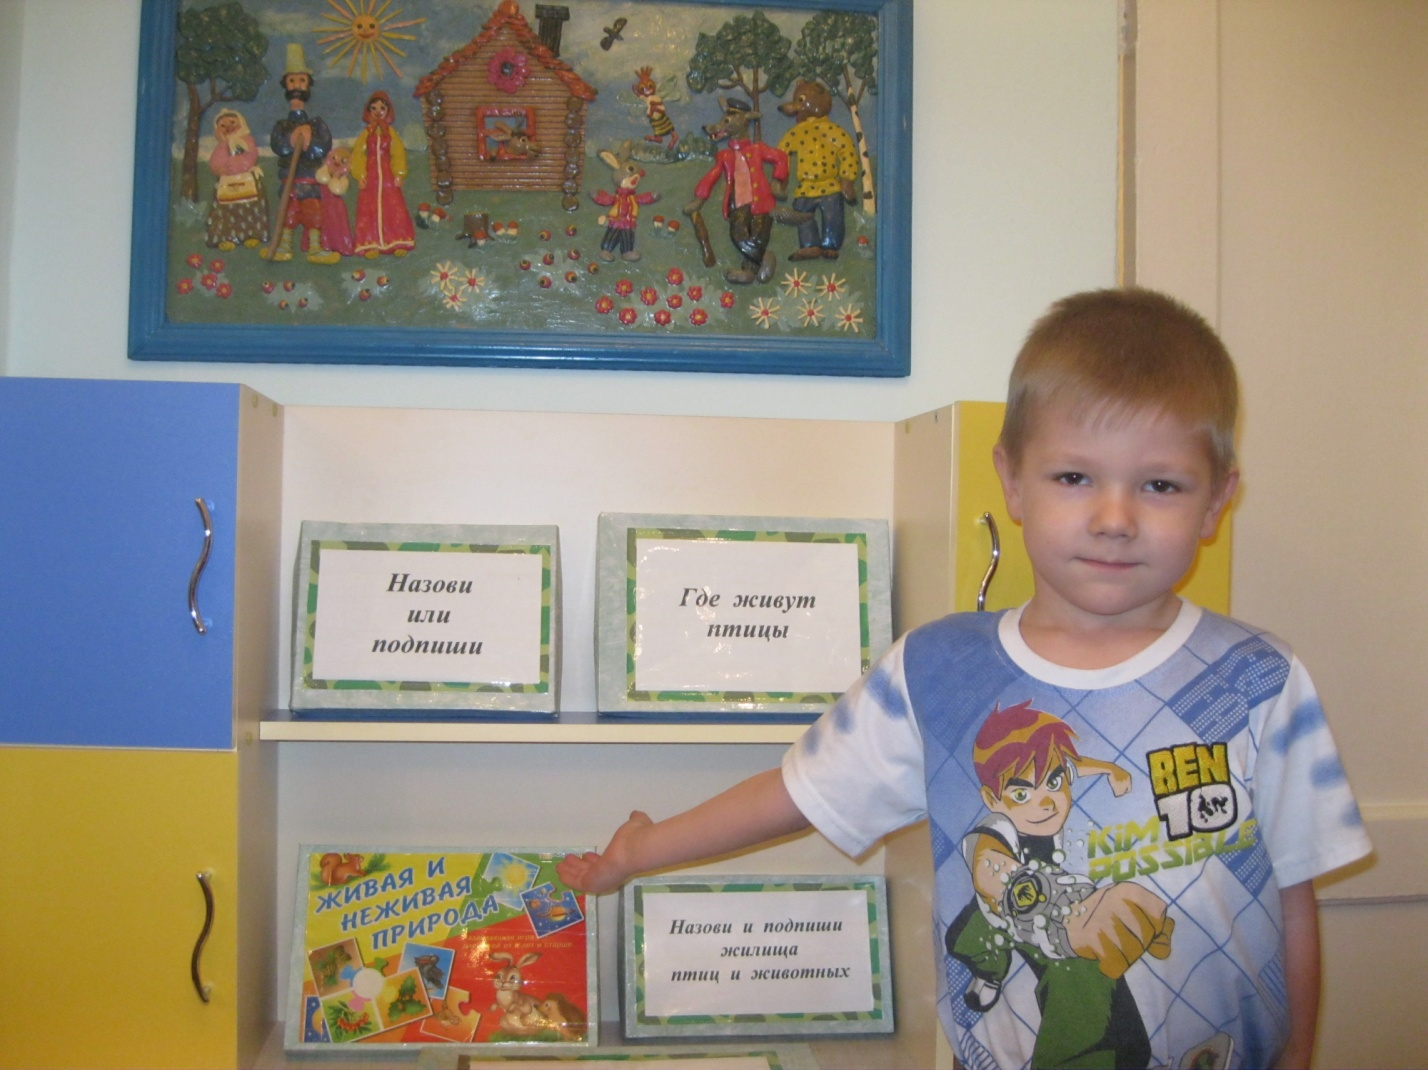 Назови
или
подпиши
Где живут
птицы
ЖИВАЯ И
НЕЖИВАЯ
ПРИРОДА
Назови и подпиши
жилища
птиц и животных
BEN
10
KIM
POSSIBLE